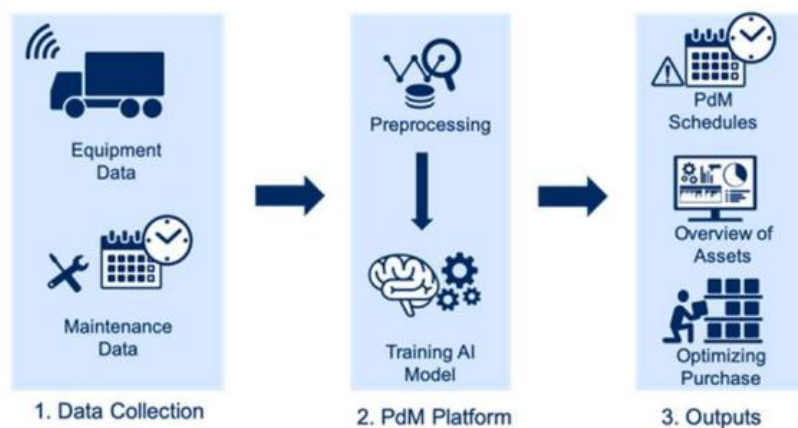 Equipment
Data
Maintenance
Data
1. Data Collection
Preprocessing
Training AI
Model
2. PdM Platform
PdM
Schedules
Overview of
Assets
Optimizing
Purchase
3. Outputs